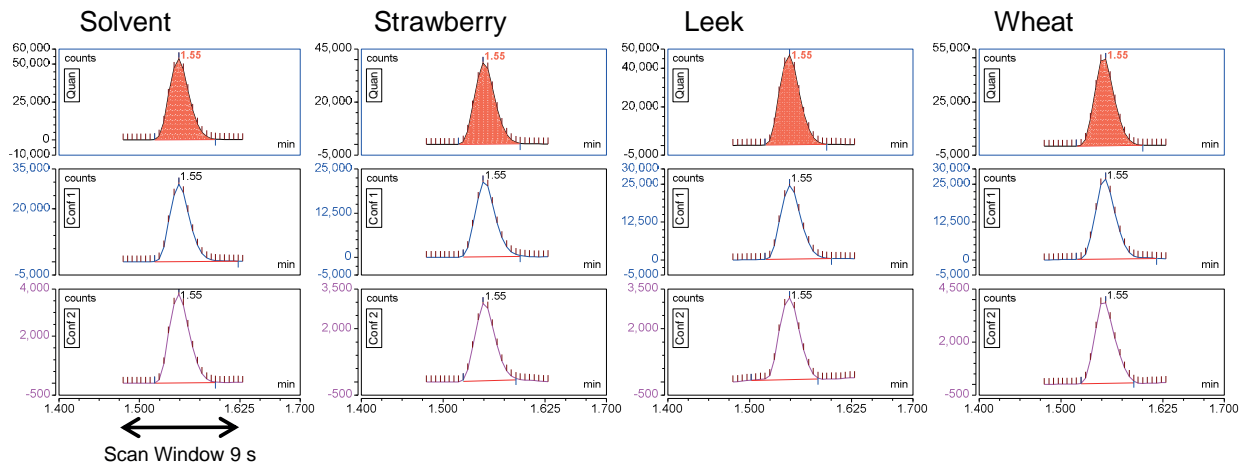 Solvent Strawberry Leek Wheat
60,000 counts 1.55
50,000
Quan
25,000
0
-10,000 min
45,000 counts 1.55
Quan
20,000
-5,000 min
50,000 counts 1.55
40,000
Quan
20,000
-5,000 min
55,000 counts 1.55
Quan
25,000
-5,000 min
35,000 counts 1.55
Conf 1
20,000
-5,000 min
25,000 counts 1.55
Conf 1
12,500
0
-5,000 min
30,000 counts 1.55
25,000
Conf 1
12,500
0
-5,000 min
30,000 counts 1.55
25,000
Conf 1
12,500
0
-5,000 min
4,000 counts 1.55
Conf 2
2,000
-500 min
1.400 1.500 1.625 1.700
3,500 counts 1.55
Conf 2
2,000
-500 min
1.400 1.500 1.625 1.700
3,500 counts 1.55
Conf 2
2,000
-500 min
1.400 1.500 1.625 1.700
4,500 counts 1.55
Conf 2
3,000
-500 min
1.400 1.500 1.625 1.700
Scan Window 9 s